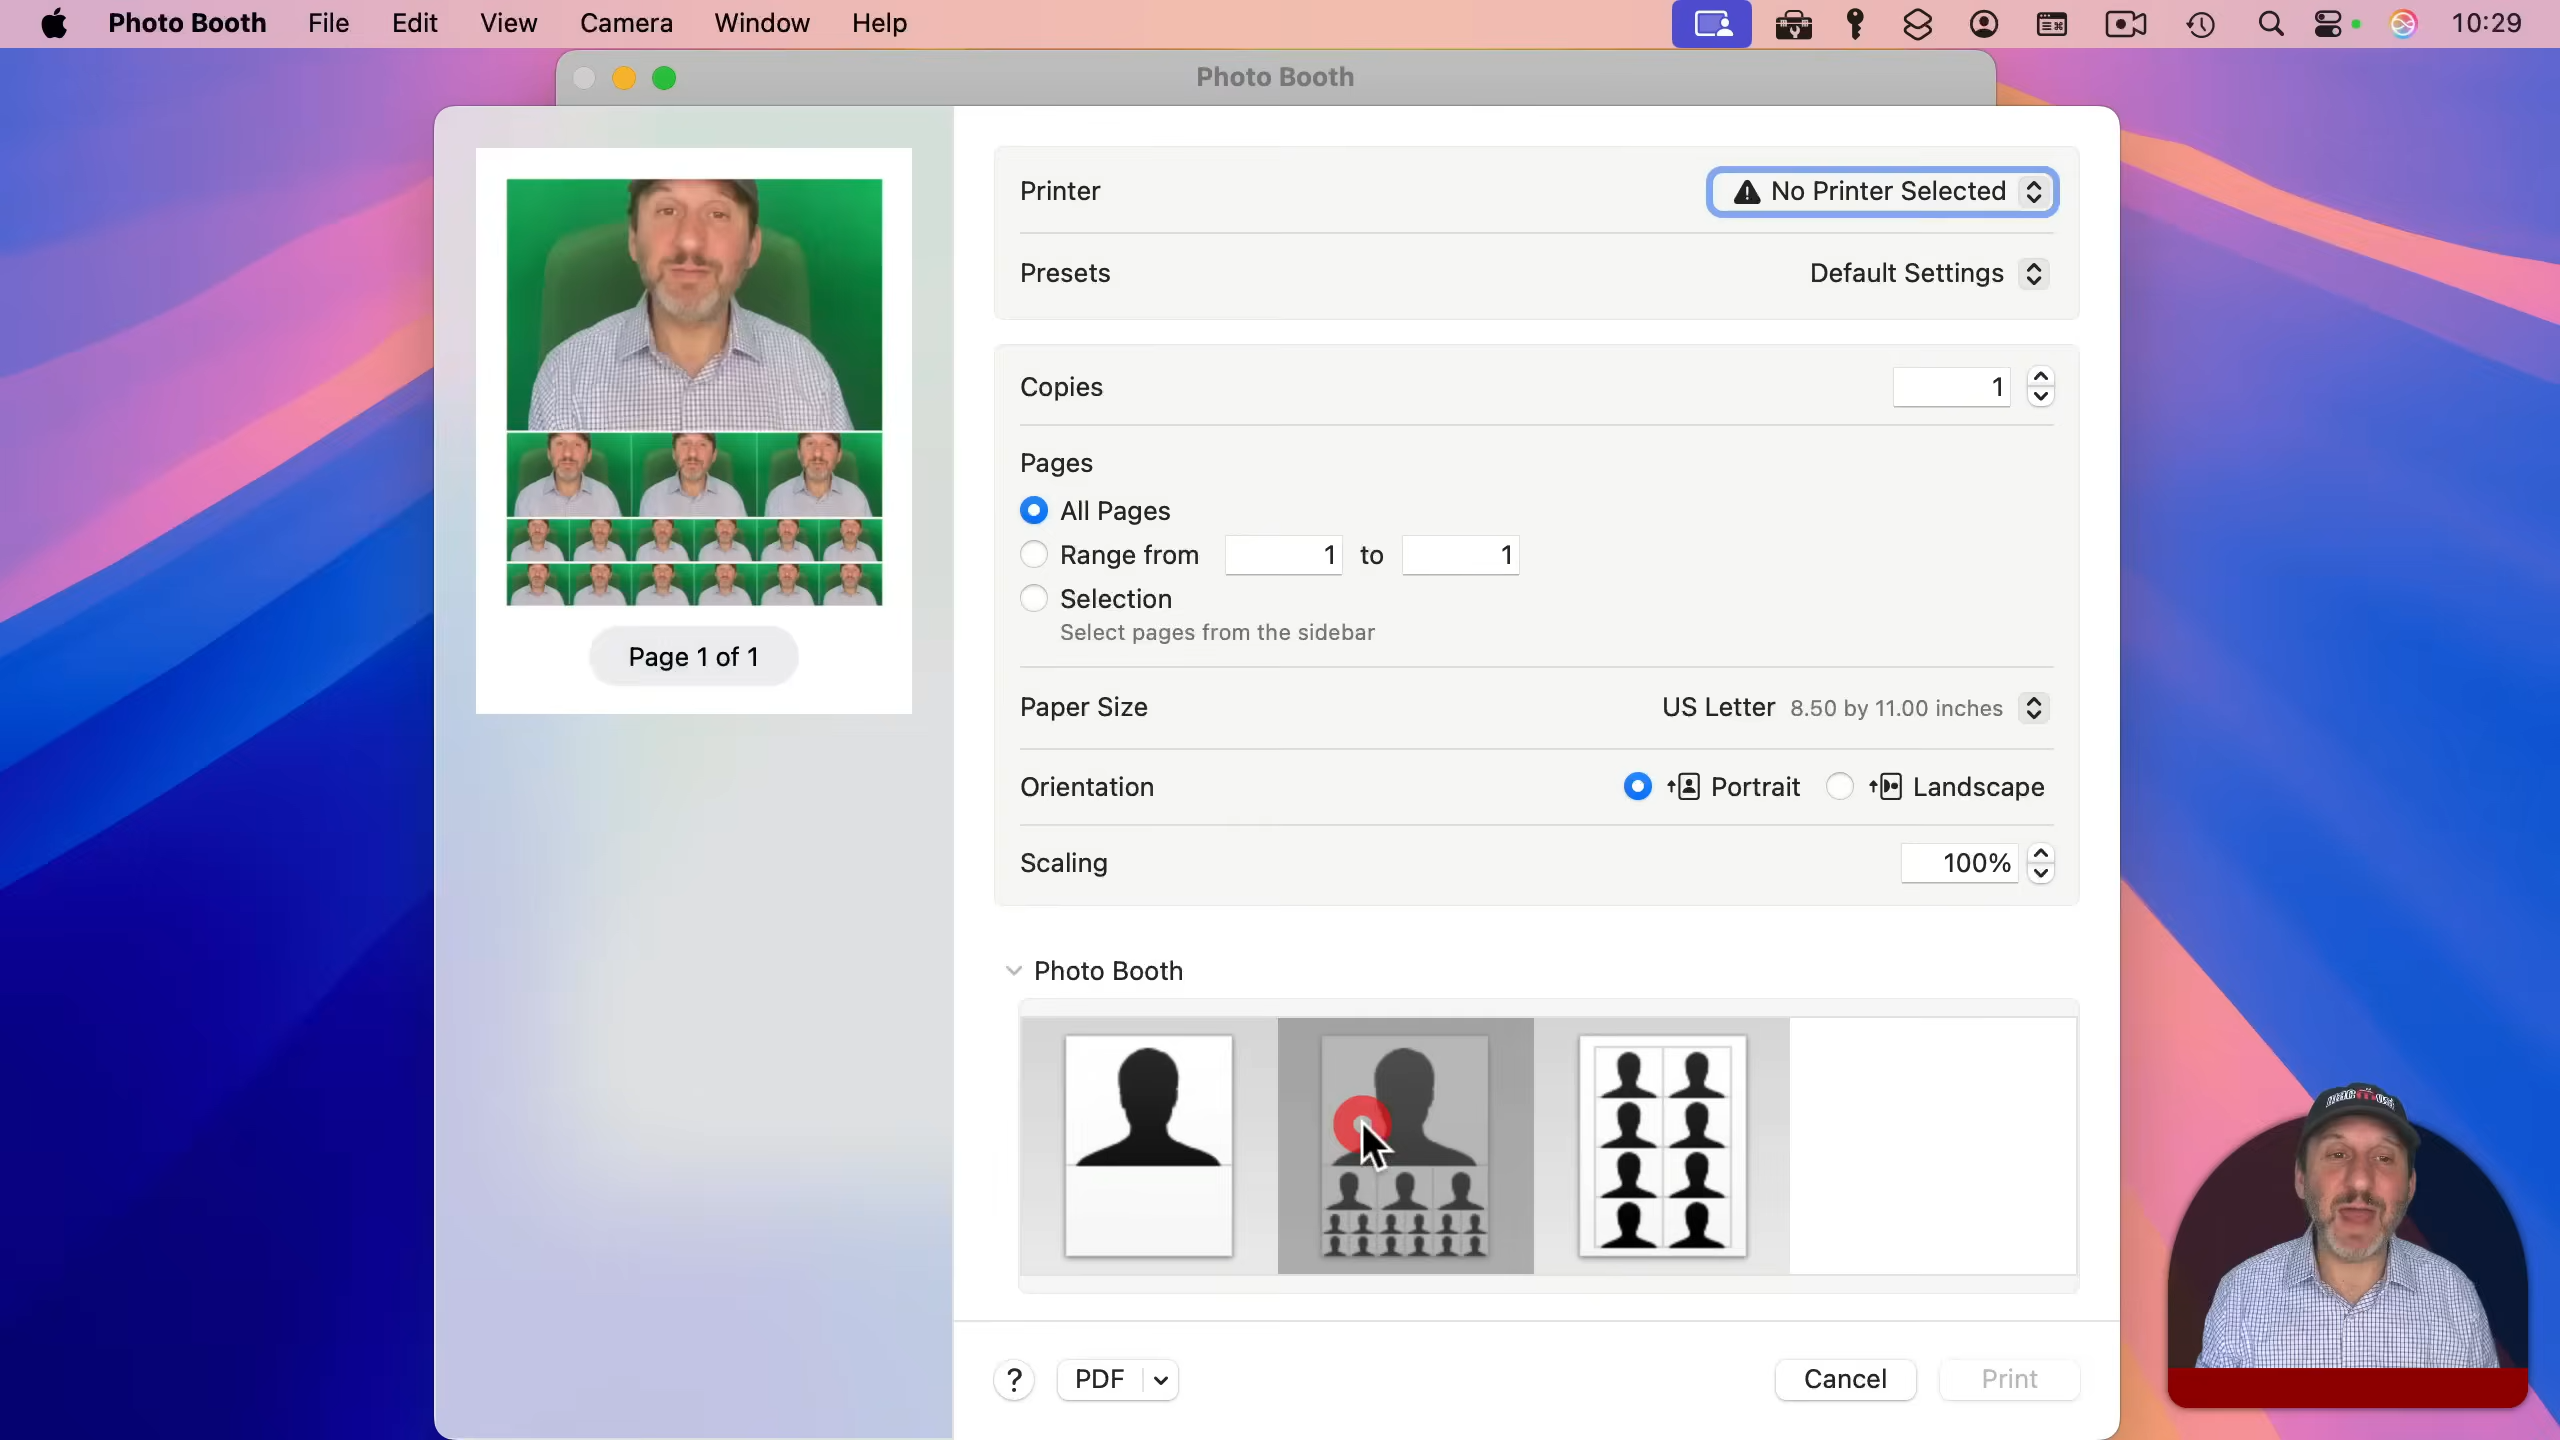 Photo Booth File Edit View Camera Window Help 10:29
Photo Booth
Printer No Printer Selected
Presets Default Settings
Copies 1
Pages
All Pages
Range from 1 to 1
Selection
Select pages from the sidebar
Page 1 of 1
Paper Size US Letter 8.50 by 11.00 inches
Orientation Portrait Landscape
Scaling 100%
Photo Booth
? PDF Cancel Print